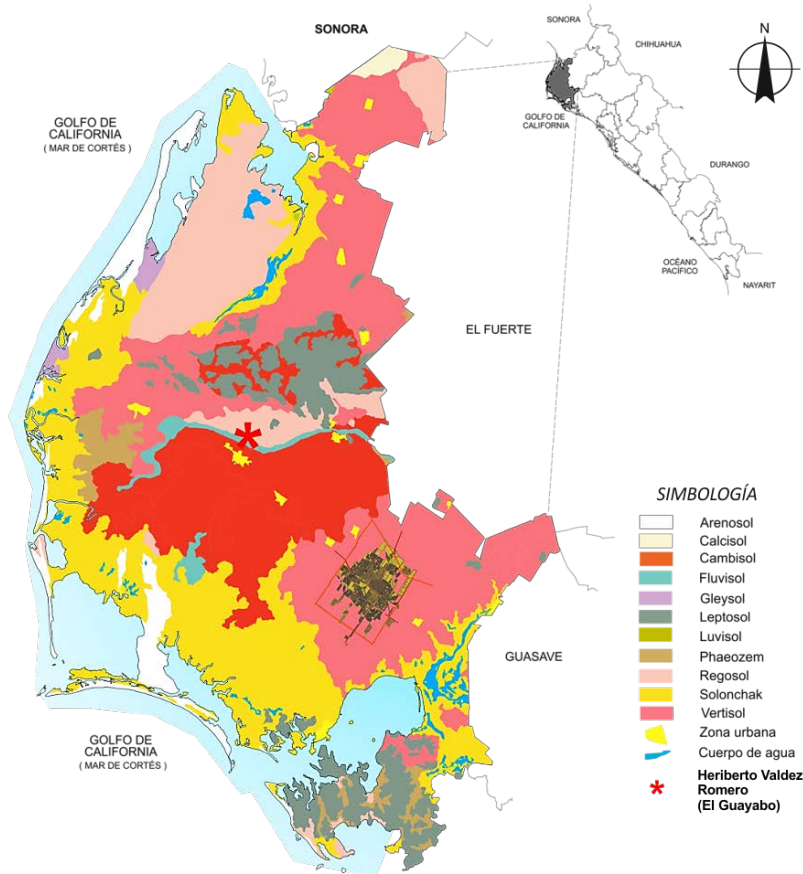 SONORA
GOLFO DE
CALIFORNIA
( MAR DE CORTÉS )
SONORA
CHIHUAHUA
GOLFO DE
CALIFORNIA
DURANGO
OCÉANO
PACÍFICO
NAYARIT
N
EL FUERTE
GUASAVE
GOLFO DE
CALIFORNIA
( MAR DE CORTÉS )
SIMBOLOGÍA
Arenosol
Calcisol
Cambisol
Fluvisol
Gleysol
Leptosol
Luvisol
Phaeozem
Regosol
Solonchak
Vertisol
Zona urbana
Cuerpo de agua
Heriberto Valdez
Romero
(El Guayabo)